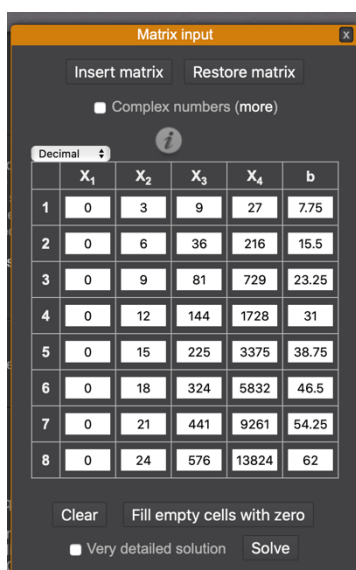 Matrix input x
Insert matrix Restore matrix
Complex numbers (more)
i
Decimal
X₁ X₂ X₃ X₄ b
1 0 3 9 27 7.75
2 0 6 36 216 15.5
3 0 9 81 729 23.25
4 0 12 144 1728 31
5 0 15 225 3375 38.75
6 0 18 324 5832 46.5
7 0 21 441 9261 54.25
8 0 24 576 13824 62
Clear Fill empty cells with zero
Very detailed solution Solve